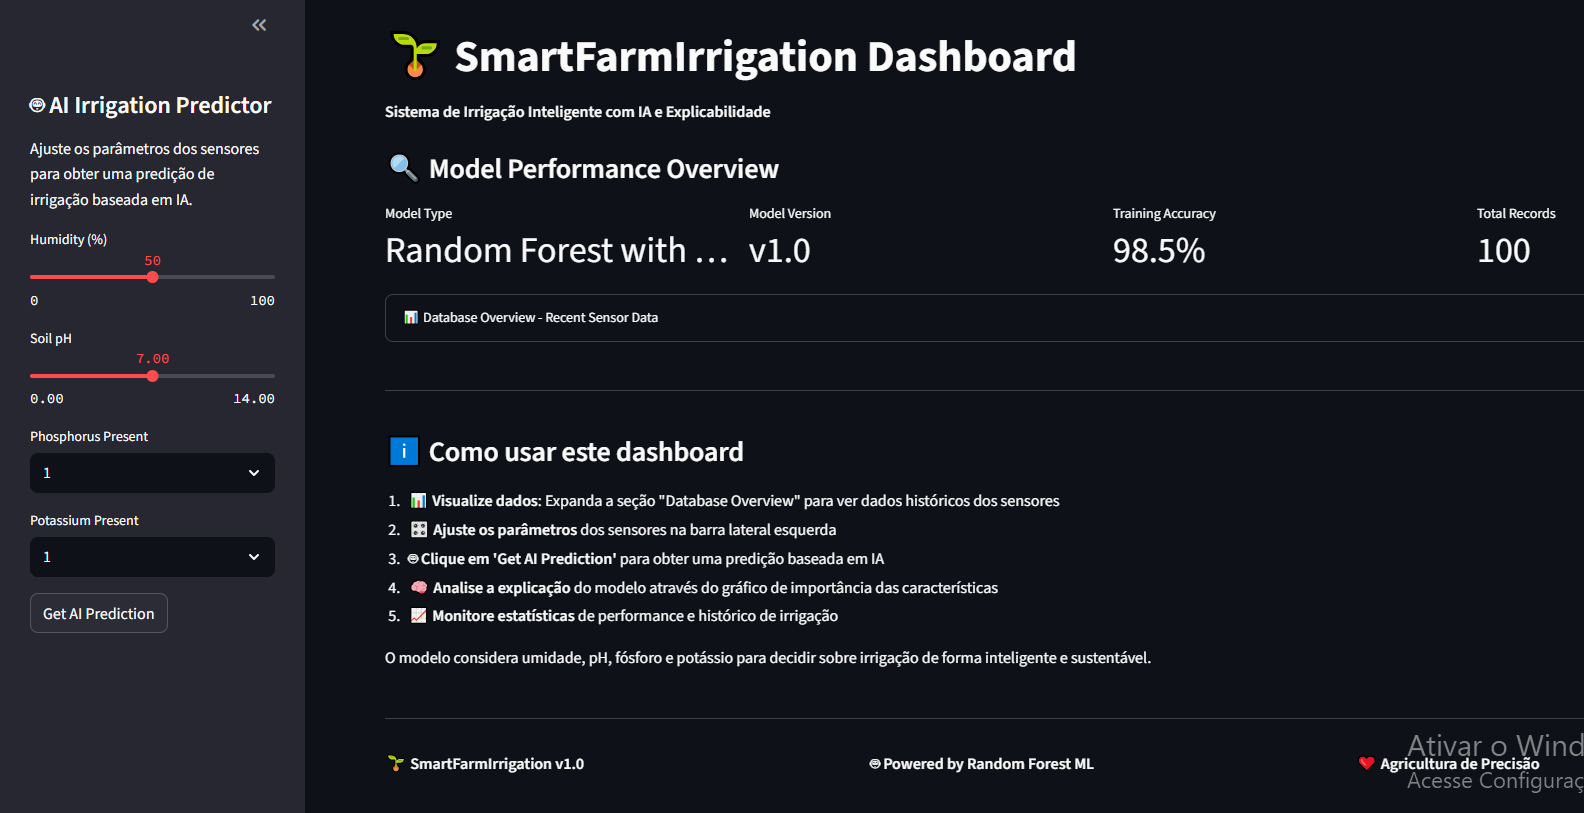 AI Irrigation Predictor
Ajuste os parâmetros dos sensores
para obter uma predição de
irrigação baseada em IA.
Humidity (%)
50
0 100
Soil pH
7.00
0.00 14.00
Phosphorus Present
1
Potassium Present
1
Get AI Prediction
SmartFarmIrrigation Dashboard
Sistema de Irrigação Inteligente com IA e Explicabilidade
Model Performance Overview
Model Type Model Version Training Accuracy Total Records
Random Forest with … v1.0 98.5% 100
Database Overview - Recent Sensor Data
Como usar este dashboard
1. Visualize dados: Expanda a seção "Database Overview" para ver dados históricos dos sensores
2. Ajuste os parâmetros dos sensores na barra lateral esquerda
3. Clique em 'Get AI Prediction' para obter uma predição baseada em IA
4. Analise a explicação do modelo através do gráfico de importância das características
5. Monitore estatísticas de performance e histórico de irrigação
O modelo considera umidade, pH, fósforo e potássio para decidir sobre irrigação de forma inteligente e sustentável.
SmartFarmIrrigation v1.0 Powered by Random Forest ML Agricultura de Precisão
Ativar o Wind
Acesse Configuraç